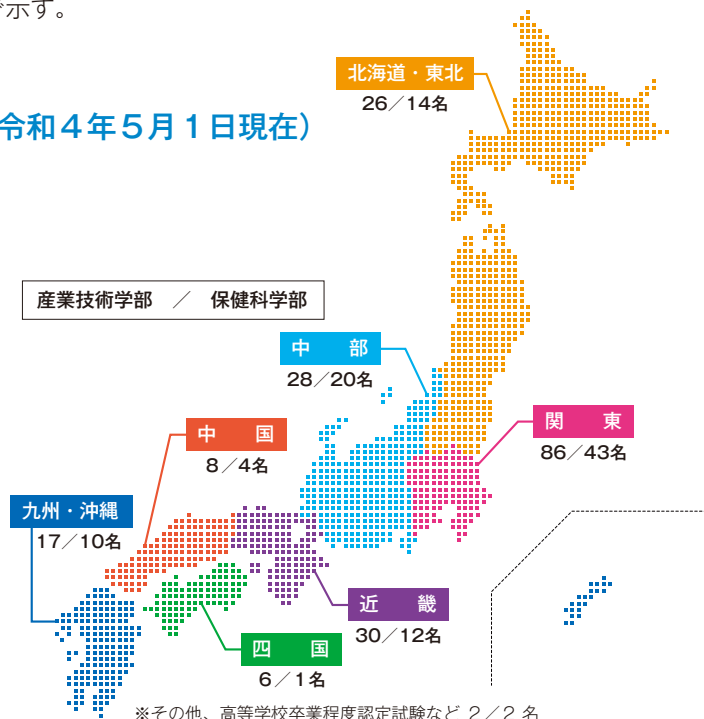 示す。
北海道・東北
26／14名
令和4年5月1日現在）
産業技術学部　／　保健科学部
中　部
28／20名
関　東
86／43名
中　国
8／4名
九州・沖縄
17／10名
近　畿
30／12名
四　国
6／1名
※その他、高等学校卒業程度認定試験など 2／2 名